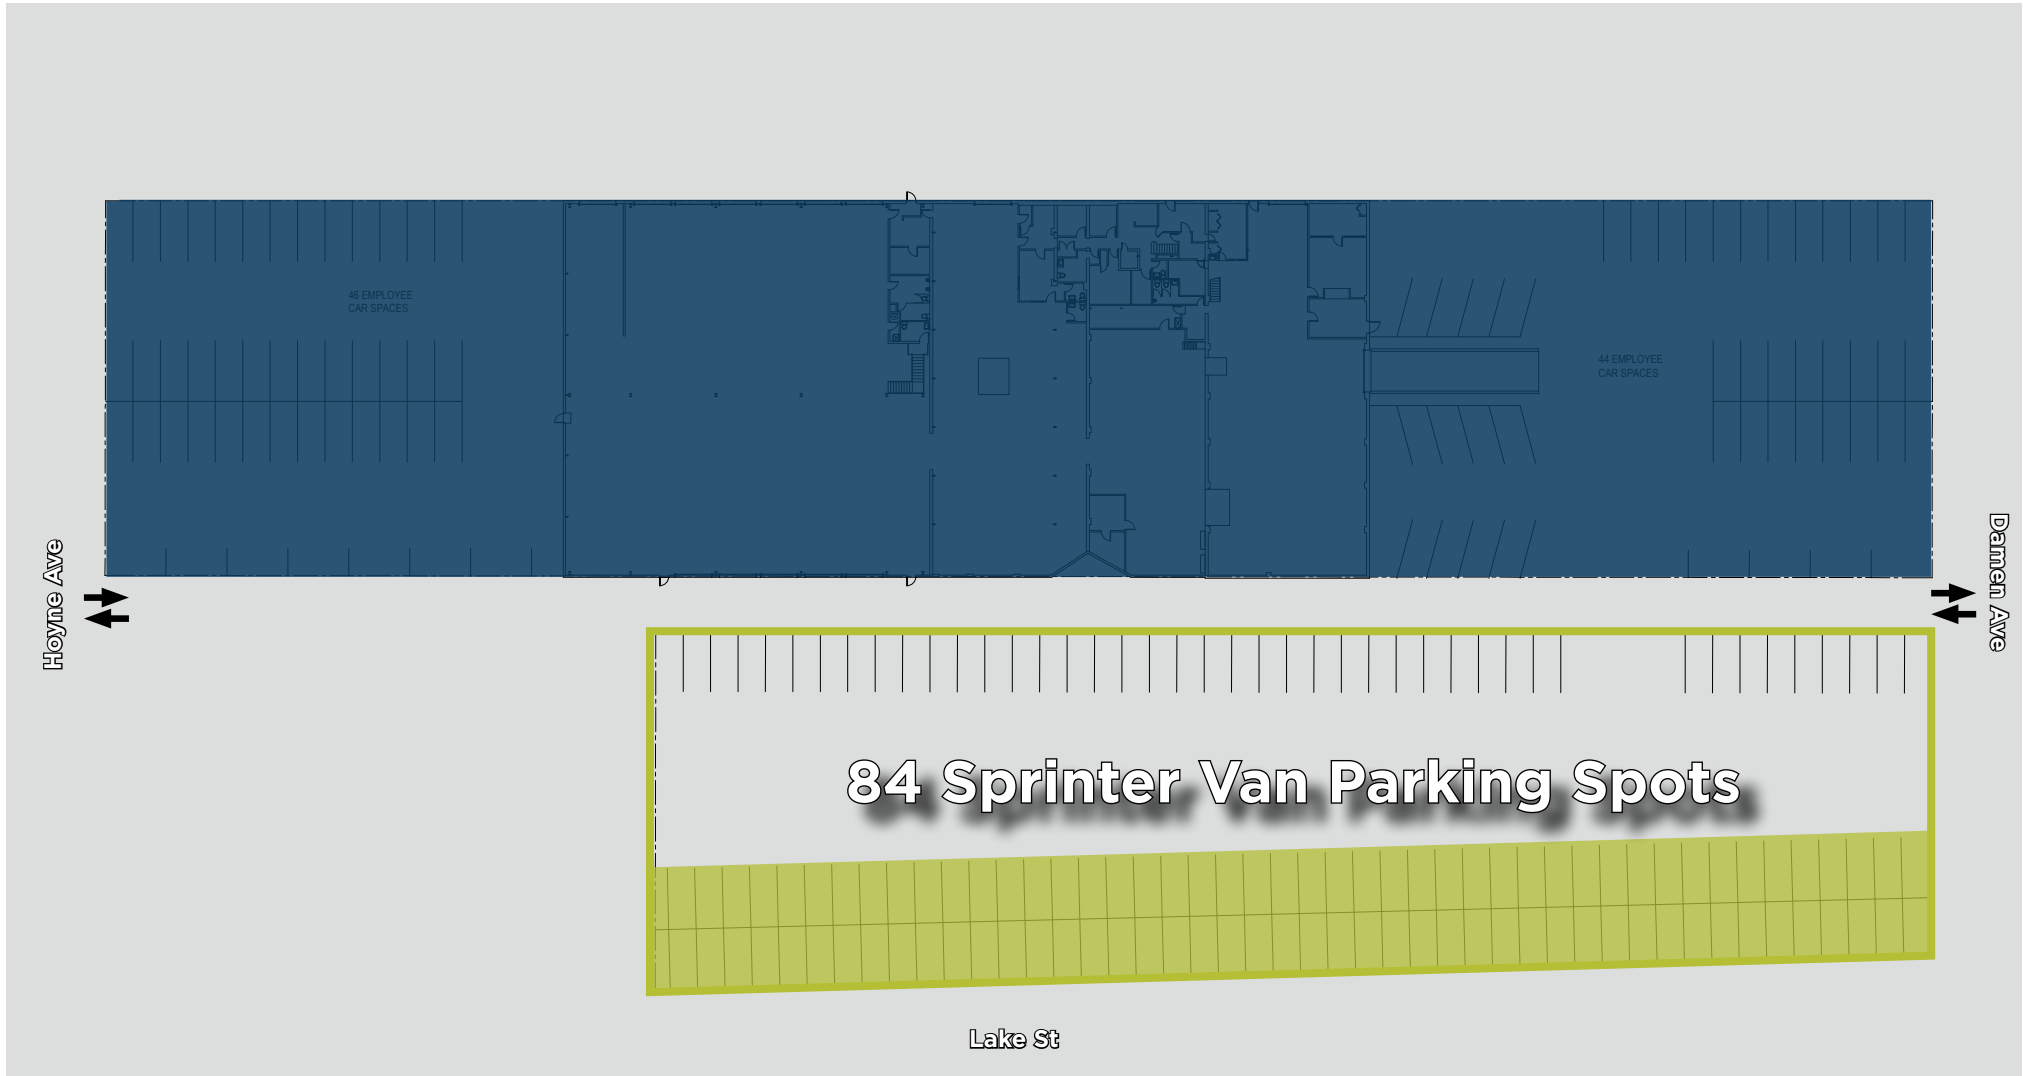 46 EMPLOYEE
CAR SPACES
44 EMPLOYEE
CAR SPACES
Hoyne Ave
Damen Ave
84 Sprinter Van Parking Spots
Lake St